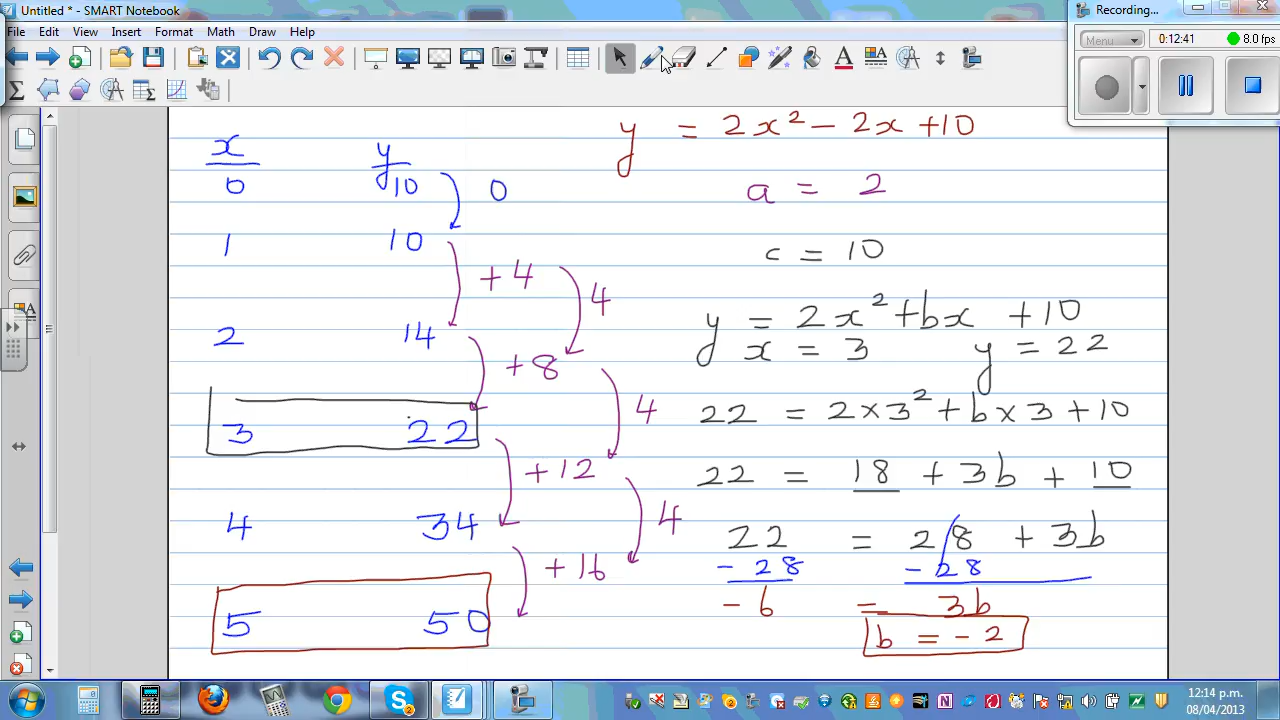 Untitled * - SMART Notebook
Recording...
File Edit View Insert Format Math Draw Help
Menu
0:12:41
8.0 fps
x y
0 10
0
1 10
+4
4
2 14
+8
4
3 22
+12
4
4 34
+16
5 50
y = 2x² - 2x +10
a = 2
c = 10
y = 2x² + bx + 10
x = 3 y = 22
22 = 2 × 3² + b × 3 + 10
22 = 18 + 3b + 10
22 = 28 + 3b
- 28 - 28
- 6 = 3b
b = - 2
12:14 p.m.
08/04/2013